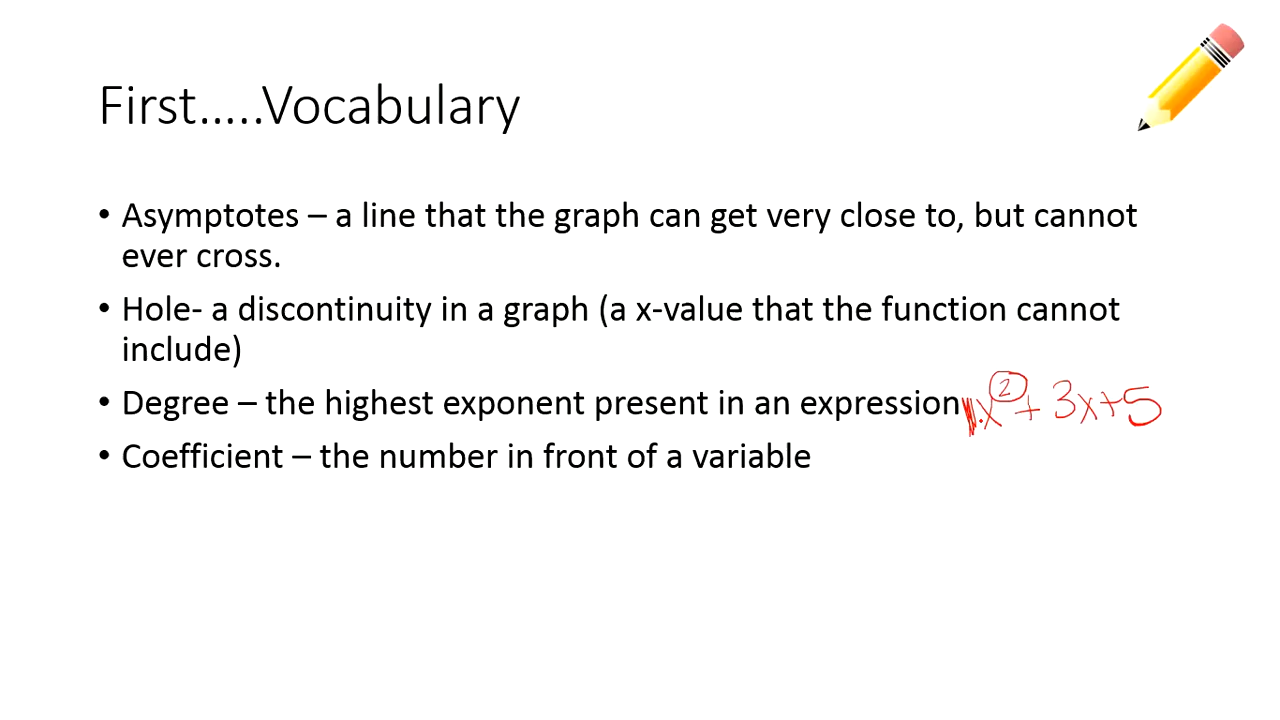 First.....Vocabulary
• Asymptotes – a line that the graph can get very close to, but cannot
ever cross.
• Hole- a discontinuity in a graph (a x-value that the function cannot
include)
• Degree – the highest exponent present in an expression x² + 3x+5
• Coefficient – the number in front of a variable